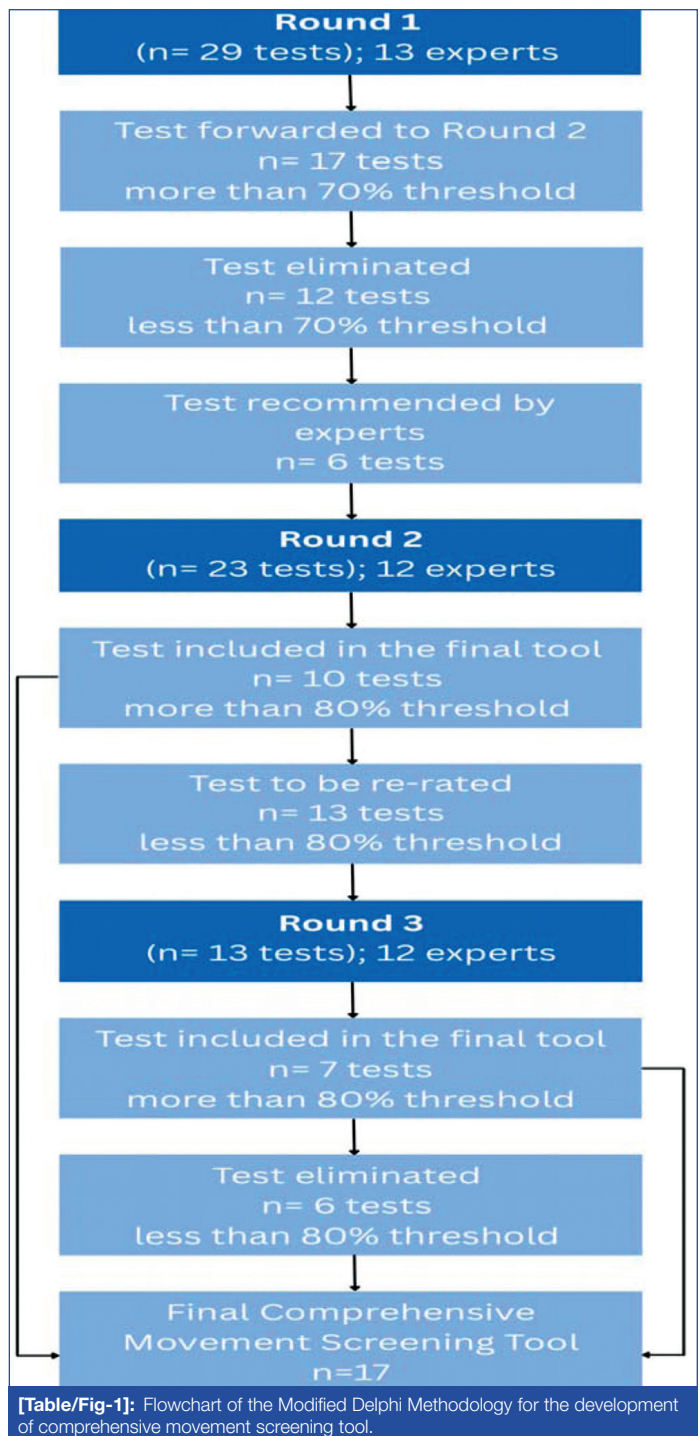 Round 1
(n= 29 tests); 13 experts
Test forwarded to Round 2
n= 17 tests
more than 70% threshold
Test eliminated
n= 12 tests
less than 70% threshold
Test recommended by
experts
n= 6 tests
Round 2
(n= 23 tests); 12 experts
Test included in the final tool
n= 10 tests
more than 80% threshold
Test to be re-rated
n= 13 tests
less than 80% threshold
Round 3
(n= 13 tests); 12 experts
Test included in the final tool
n= 7 tests
more than 80% threshold
Test eliminated
n= 6 tests
less than 80% threshold
Final Comprehensive
Movement Screening Tool
n=17
[Table/Fig-1]: Flowchart of the Modified Delphi Methodology for the development
of comprehensive movement screening tool.